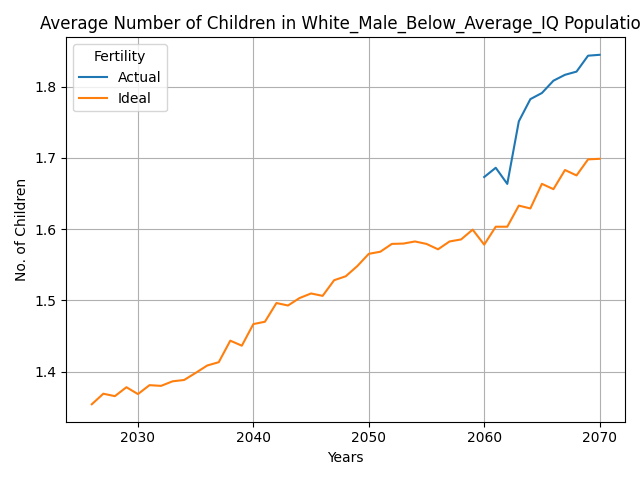 Average Number of Children in White_Male_Below_Average_IQ Populatio
Fertility
Actual
Ideal
1.8
1.7
1.6
1.5
1.4
No. of Children
2030 2040 2050 2060 2070
Years